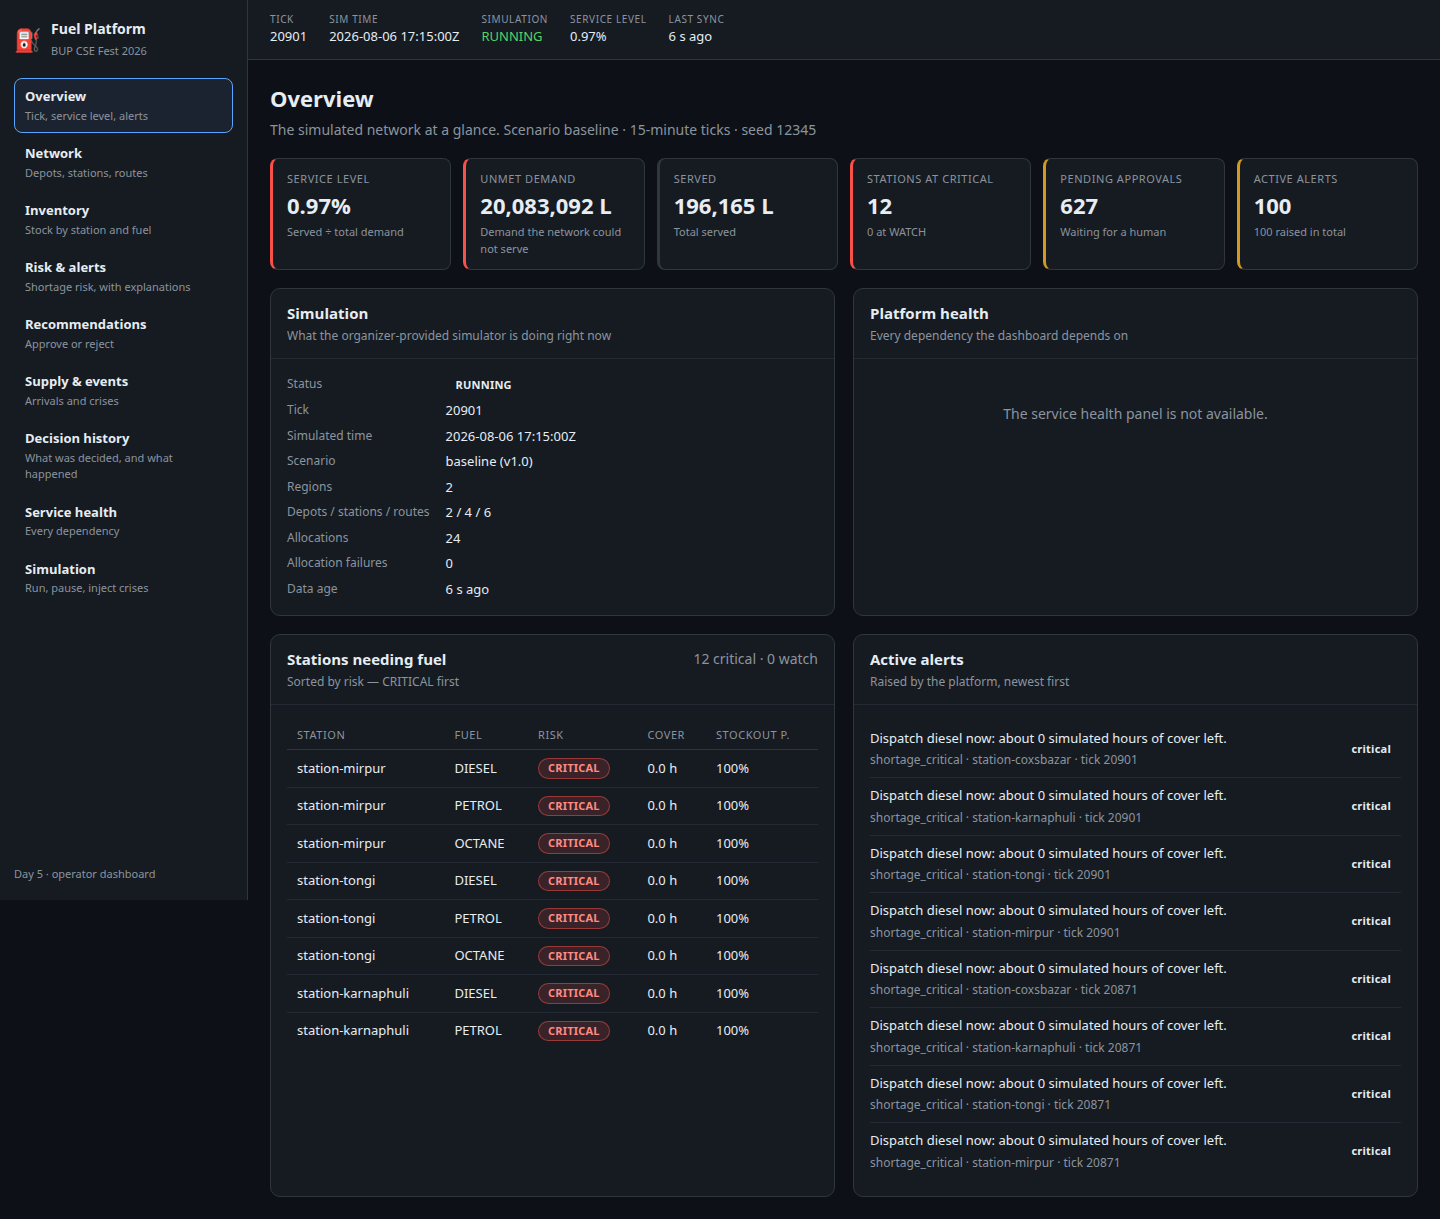 Fuel Platform
BUP CSE Fest 2026
Overview
Tick, service level, alerts
Network
Depots, stations, routes
Inventory
Stock by station and fuel
Risk & alerts
Shortage risk, with explanations
Recommendations
Approve or reject
Supply & events
Arrivals and crises
Decision history
What was decided, and what
happened
Service health
Every dependency
Simulation
Run, pause, inject crises
Day 5 · operator dashboard
TICK SIM TIME SIMULATION SERVICE LEVEL LAST SYNC
20901 2026-08-06 17:15:00Z RUNNING 0.97% 6 s ago
Overview
The simulated network at a glance. Scenario baseline · 15-minute ticks · seed 12345
SERVICE LEVEL
0.97%
Served ÷ total demand
UNMET DEMAND
20,083,092 L
Demand the network could
not serve
SERVED
196,165 L
Total served
STATIONS AT CRITICAL
12
0 at WATCH
PENDING APPROVALS
627
Waiting for a human
ACTIVE ALERTS
100
100 raised in total
Simulation
What the organizer-provided simulator is doing right now
Status RUNNING
Tick 20901
Simulated time 2026-08-06 17:15:00Z
Scenario baseline (v1.0)
Regions 2
Depots / stations / routes 2 / 4 / 6
Allocations 24
Allocation failures 0
Data age 6 s ago
Platform health
Every dependency the dashboard depends on
The service health panel is not available.
Stations needing fuel 12 critical · 0 watch
Sorted by risk — CRITICAL first
STATION FUEL RISK COVER STOCKOUT P.
station-mirpur DIESEL CRITICAL 0.0 h 100%
station-mirpur PETROL CRITICAL 0.0 h 100%
station-mirpur OCTANE CRITICAL 0.0 h 100%
station-tongi DIESEL CRITICAL 0.0 h 100%
station-tongi PETROL CRITICAL 0.0 h 100%
station-tongi OCTANE CRITICAL 0.0 h 100%
station-karnaphuli DIESEL CRITICAL 0.0 h 100%
station-karnaphuli PETROL CRITICAL 0.0 h 100%
Active alerts
Raised by the platform, newest first
Dispatch diesel now: about 0 simulated hours of cover left. critical
shortage_critical · station-coxsbazar · tick 20901
Dispatch diesel now: about 0 simulated hours of cover left. critical
shortage_critical · station-karnaphuli · tick 20901
Dispatch diesel now: about 0 simulated hours of cover left. critical
shortage_critical · station-tongi · tick 20901
Dispatch diesel now: about 0 simulated hours of cover left. critical
shortage_critical · station-mirpur · tick 20901
Dispatch diesel now: about 0 simulated hours of cover left. critical
shortage_critical · station-coxsbazar · tick 20871
Dispatch diesel now: about 0 simulated hours of cover left. critical
shortage_critical · station-karnaphuli · tick 20871
Dispatch diesel now: about 0 simulated hours of cover left. critical
shortage_critical · station-tongi · tick 20871
Dispatch diesel now: about 0 simulated hours of cover left. critical
shortage_critical · station-mirpur · tick 20871